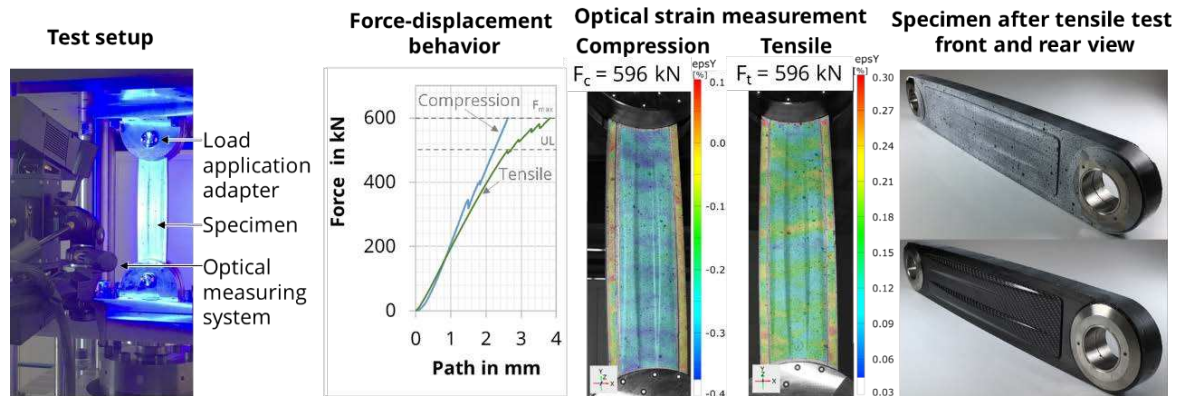 Test setup
Load
application
adapter
Specimen
Optical
measuring
system
Force-displacement
behavior
Force in kN
600
400
200
0
0 1 2 3 4
Path in mm
Compression
Fmax
UL
Tensile
Optical strain measurement
Compression
Fc = 596 kN
epsY
[%]
0.1
0.0
-0.1
-0.2
-0.3
-0.4
Y
Z
X
Tensile
Ft = 596 kN
epsY
[%]
0.30
0.27
0.24
0.21
0.18
0.15
0.12
0.09
0.06
0.03
Y
Z
X
Specimen after tensile test
front and rear view